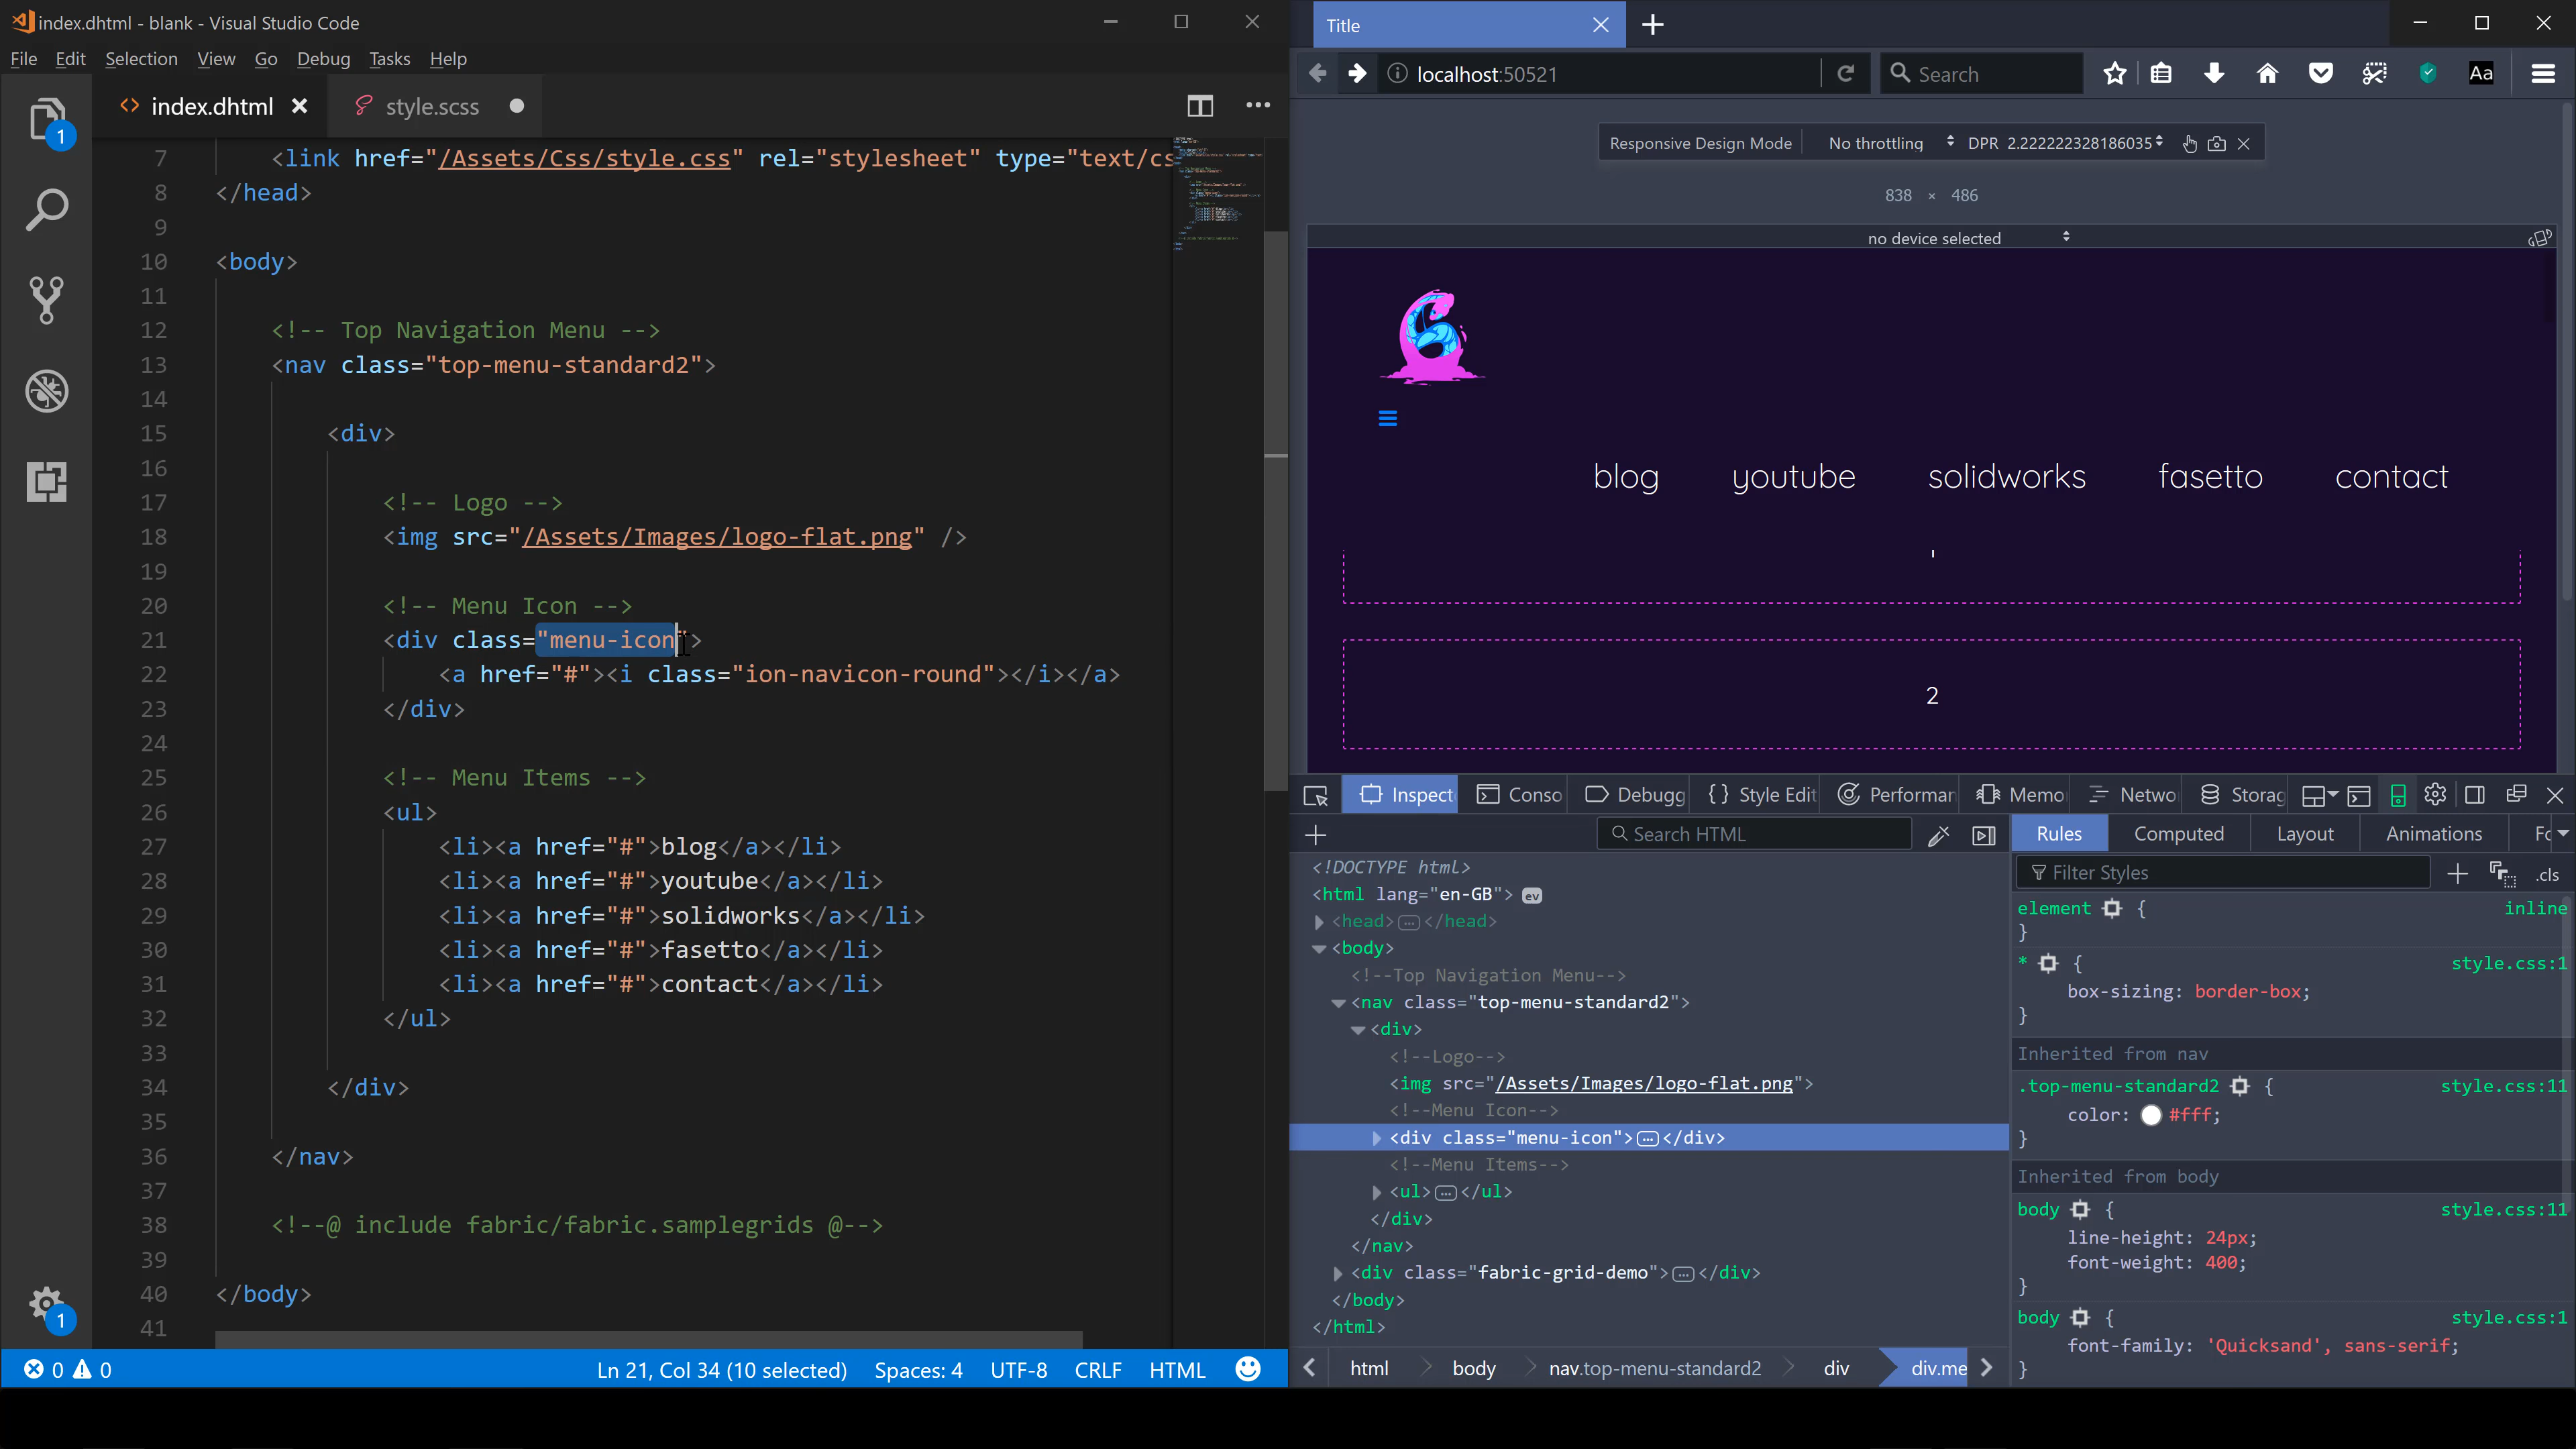 index.dhtml - blank - Visual Studio Code
File Edit Selection View Go Debug Tasks Help
index.dhtml
style.scss
1
7 <link href="/Assets/Css/style.css" rel="stylesheet" type="text/cs
8 </head>
9
10 <body>
11
12 <!-- Top Navigation Menu -->
13 <nav class="top-menu-standard2">
14
15 <div>
16
17 <!-- Logo -->
18 <img src="/Assets/Images/logo-flat.png" />
19
20 <!-- Menu Icon -->
21 <div class="menu-icon">
22 <a href="#"><i class="ion-navicon-round"></i></a>
23 </div>
24
25 <!-- Menu Items -->
26 <ul>
27 <li><a href="#">blog</a></li>
28 <li><a href="#">youtube</a></li>
29 <li><a href="#">solidworks</a></li>
30 <li><a href="#">fasetto</a></li>
31 <li><a href="#">contact</a></li>
32 </ul>
33
34 </div>
35
36 </nav>
37
38 <!--@ include fabric/fabric.samplegrids @-->
39
40 </body>
41
1
0 0 Ln 21, Col 34 (10 selected) Spaces: 4 UTF-8 CRLF HTML
Title
localhost:50521
Search
Aa
Responsive Design Mode No throttling DPR 2.222222328186035
838 × 486
no device selected
blog youtube solidworks fasetto contact
2
Inspect Conso Debugg Style Edit Performan Memo Netwo Storag
Search HTML
<!DOCTYPE html>
<html lang="en-GB"> ev
<head></head>
<body>
<!--Top Navigation Menu-->
<nav class="top-menu-standard2">
<div>
<!--Logo-->
<img src="/Assets/Images/logo-flat.png">
<!--Menu Icon-->
<div class="menu-icon"></div>
<!--Menu Items-->
<ul></ul>
</div>
</nav>
<div class="fabric-grid-demo"></div>
</body>
</html>
html body nav.top-menu-standard2 div div.me
Rules Computed Layout Animations Fo
Filter Styles .cls
element { inline
}
* { style.css:1
box-sizing: border-box;
}
Inherited from nav
.top-menu-standard2 { style.css:11
color: #fff;
}
Inherited from body
body { style.css:11
line-height: 24px;
font-weight: 400;
}
body { style.css:1
font-family: 'Quicksand', sans-serif;
}